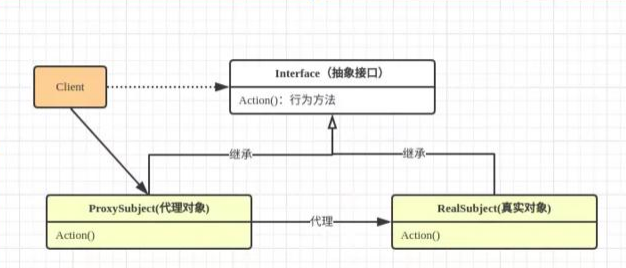 Interface（抽象接口）
Client
Action()：行为方法
继承
继承
ProxySubject(代理对象)
RealSubject(真实对象)
代理
Action()
Action()